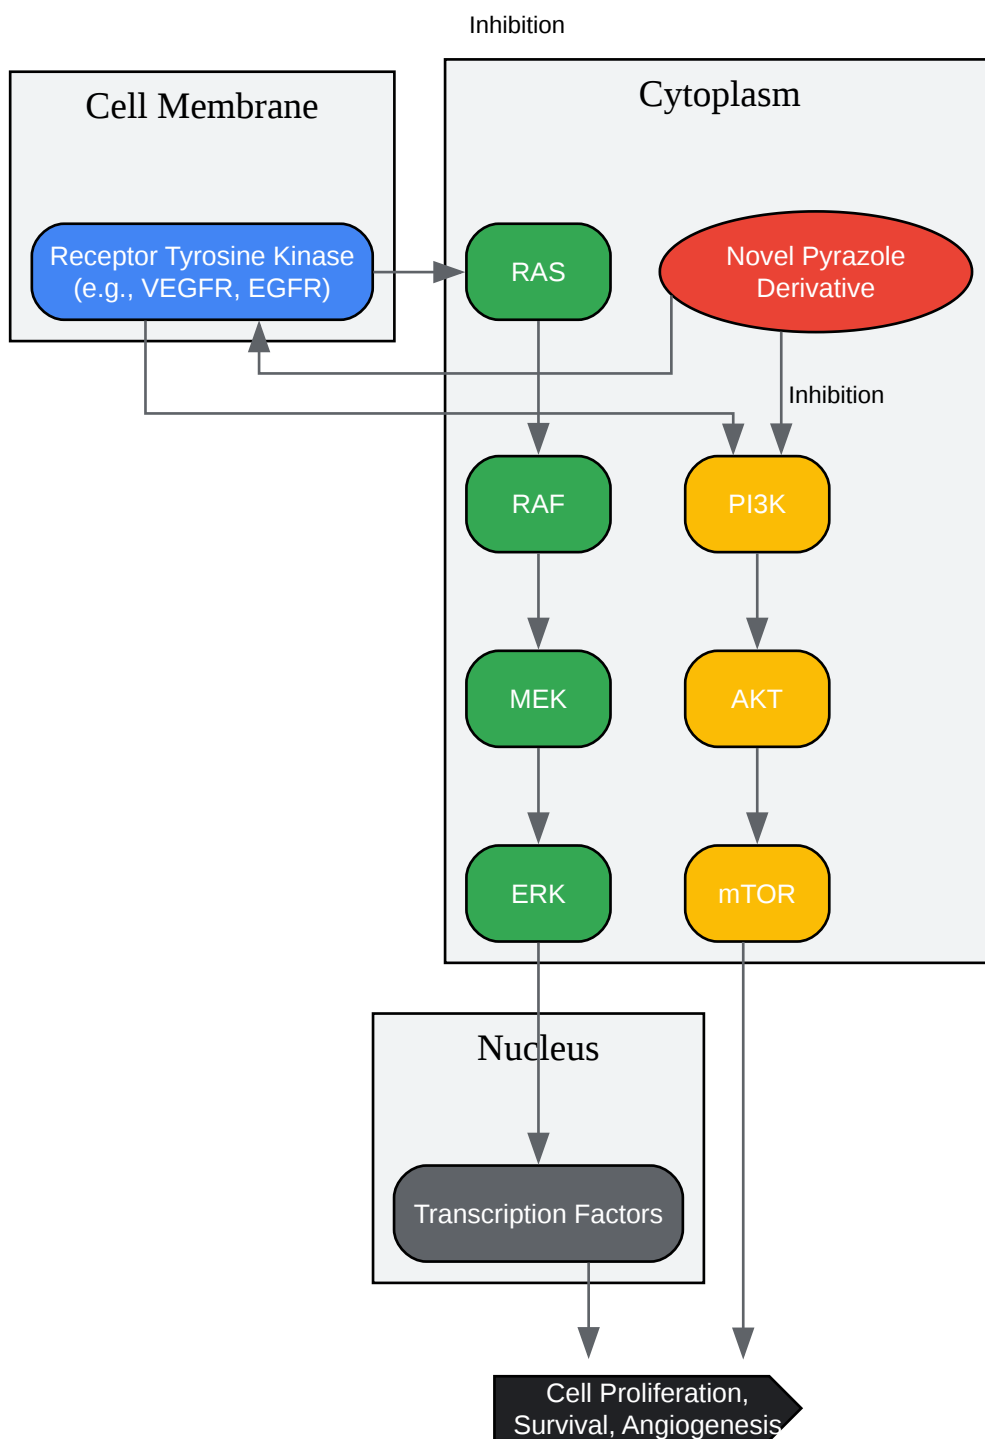 Inhibition
Cell Membrane
Cytoplasm
Receptor Tyrosine Kinase
(e.g., VEGFR, EGFR)
RAS
Novel Pyrazole
Derivative
Inhibition
RAF
PI3K
MEK
AKT
ERK
mTOR
Nucleus
Transcription Factors
Cell Proliferation,
Survival, Angiogenesis